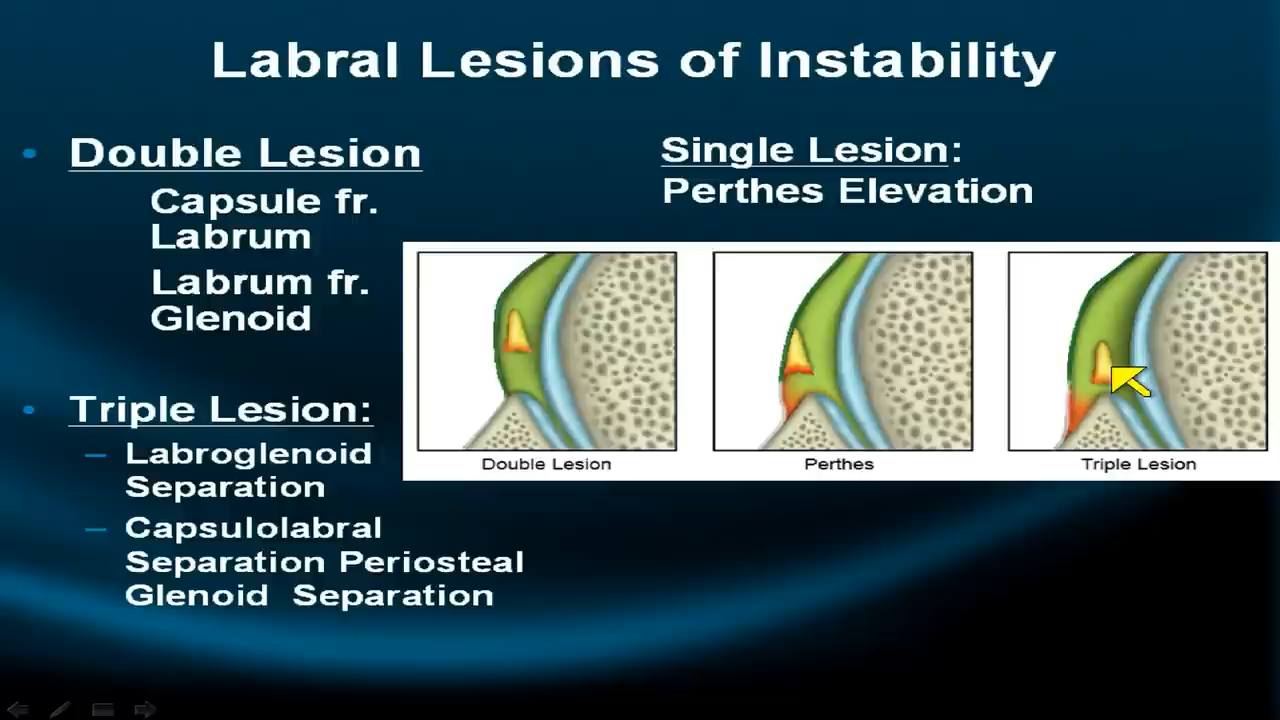 Labral Lesions of Instability
• Double Lesion
Capsule fr.
Labrum
Labrum fr.
Glenoid
• Triple Lesion:
– Labroglenoid
Separation
– Capsulolabral
Separation Periosteal
Glenoid Separation
Single Lesion:
Perthes Elevation
Double Lesion
Perthes
Triple Lesion